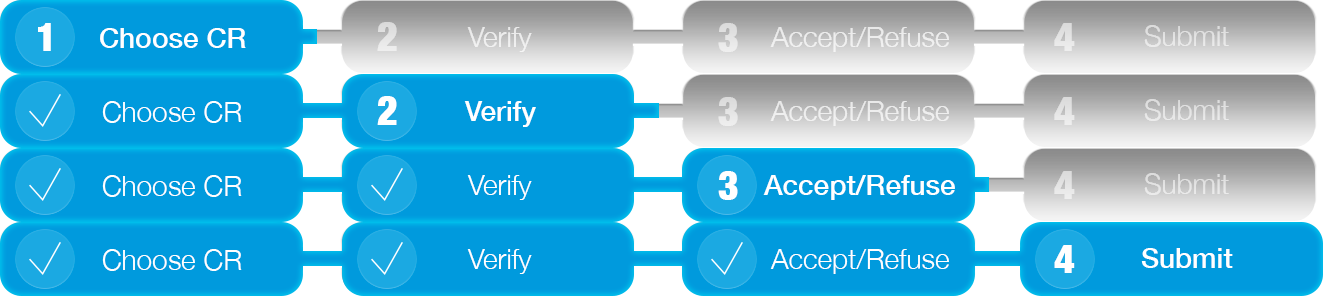 1 Choose CR 2 Verify 3 Accept/Refuse 4 Submit
Choose CR 2 Verify 3 Accept/Refuse 4 Submit
Choose CR Verify 3 Accept/Refuse 4 Submit
Choose CR Verify Accept/Refuse 4 Submit